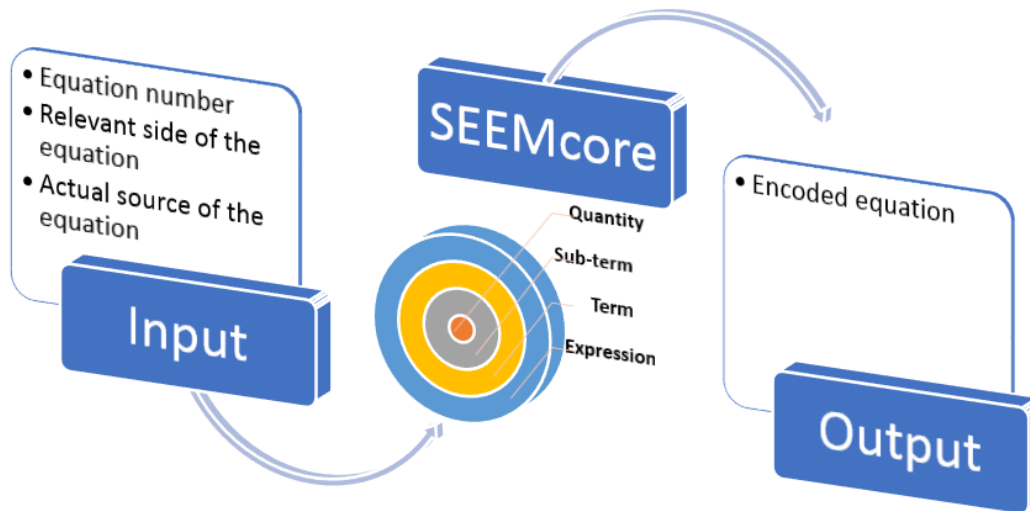 • Equation number
• Relevant side of the
equation
• Actual source of the
equation
Input
SEEMcore
Quantity
Sub-term
Term
Expression
• Encoded equation
Output